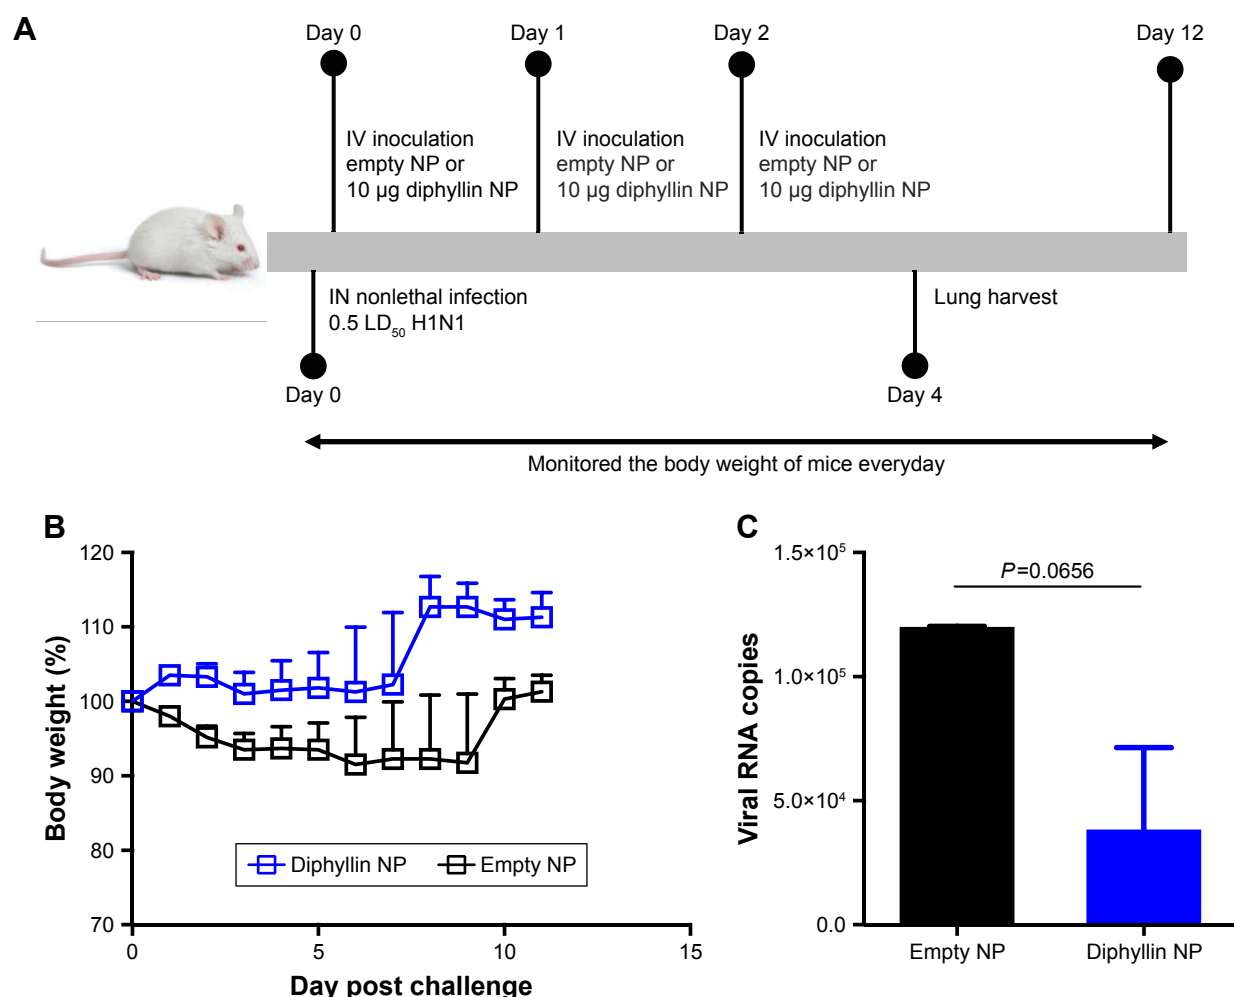 A
Day 0
Day 1
Day 2
Day 12
IV inoculation
empty NP or
10 µg diphyllin NP
IV inoculation
empty NP or
10 µg diphyllin NP
IV inoculation
empty NP or
10 µg diphyllin NP
IN nonlethal infection
0.5 LD₅₀ H1N1
Lung harvest
Day 0
Day 4
Monitored the body weight of mice everyday
B
120
110
100
90
80
70
Body weight (%)
Diphyllin NP
Empty NP
0
5
10
15
Day post challenge
C
1.5×10⁵
1.0×10⁵
5.0×10⁴
0.0
Viral RNA copies
P=0.0656
Empty NP
Diphyllin NP